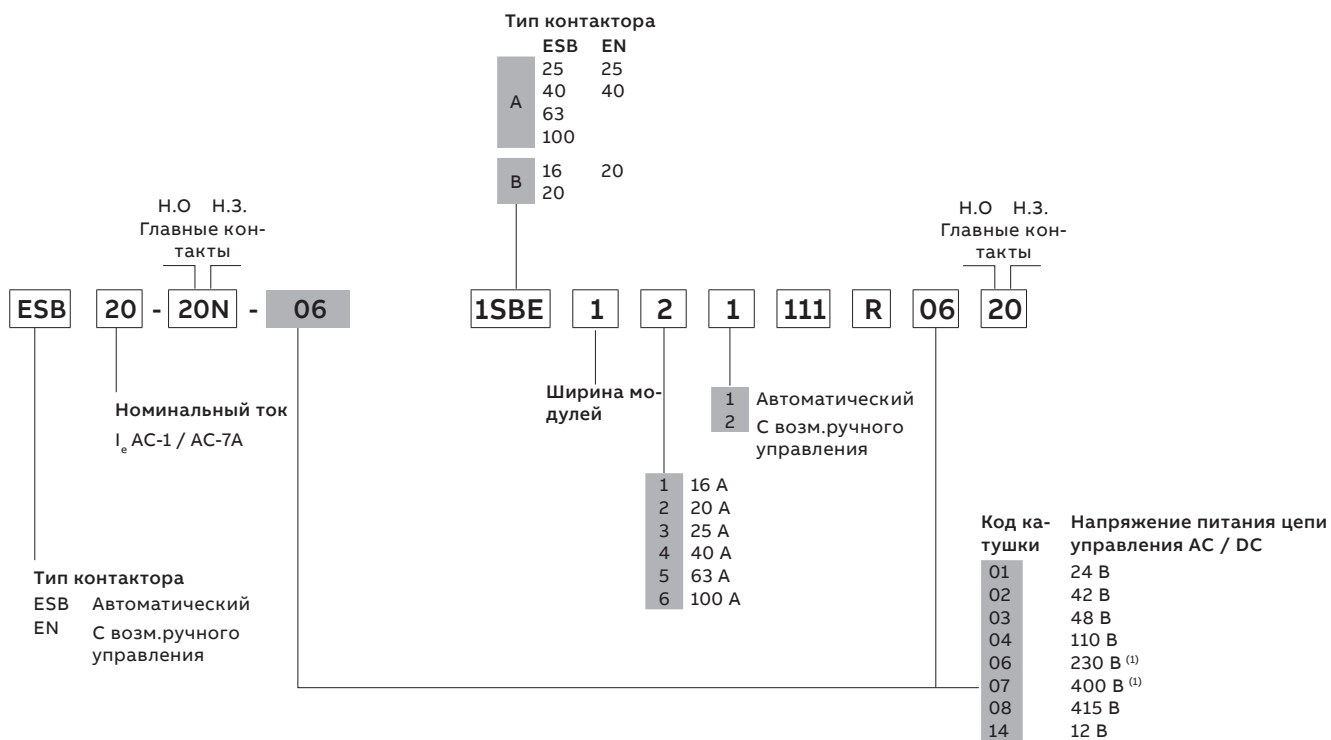 Тип контактора
ESB EN
A
25 25
40 40
63
100
B
16 20
20
Н.О Н.З.
Главные кон-
такты
Н.О Н.З.
Главные кон-
такты
ESB 20 - 20N - 06
1SBE 1 2 1 111 R 06 20
Номинальный ток
Ie AC-1 / AC-7A
Ширина мо-
дулей
1 Автоматический
2 С возм.ручного
управления
1 16 A
2 20 A
3 25 A
4 40 A
5 63 A
6 100 A
Тип контактора
ESB Автоматический
EN С возм.ручного
управления
Код ка- Напряжение питания цепи
тушки управления AC / DC
01 24 В
02 42 В
03 48 В
04 110 В
06 230 В (1)
07 400 В (1)
08 415 В
14 12 В